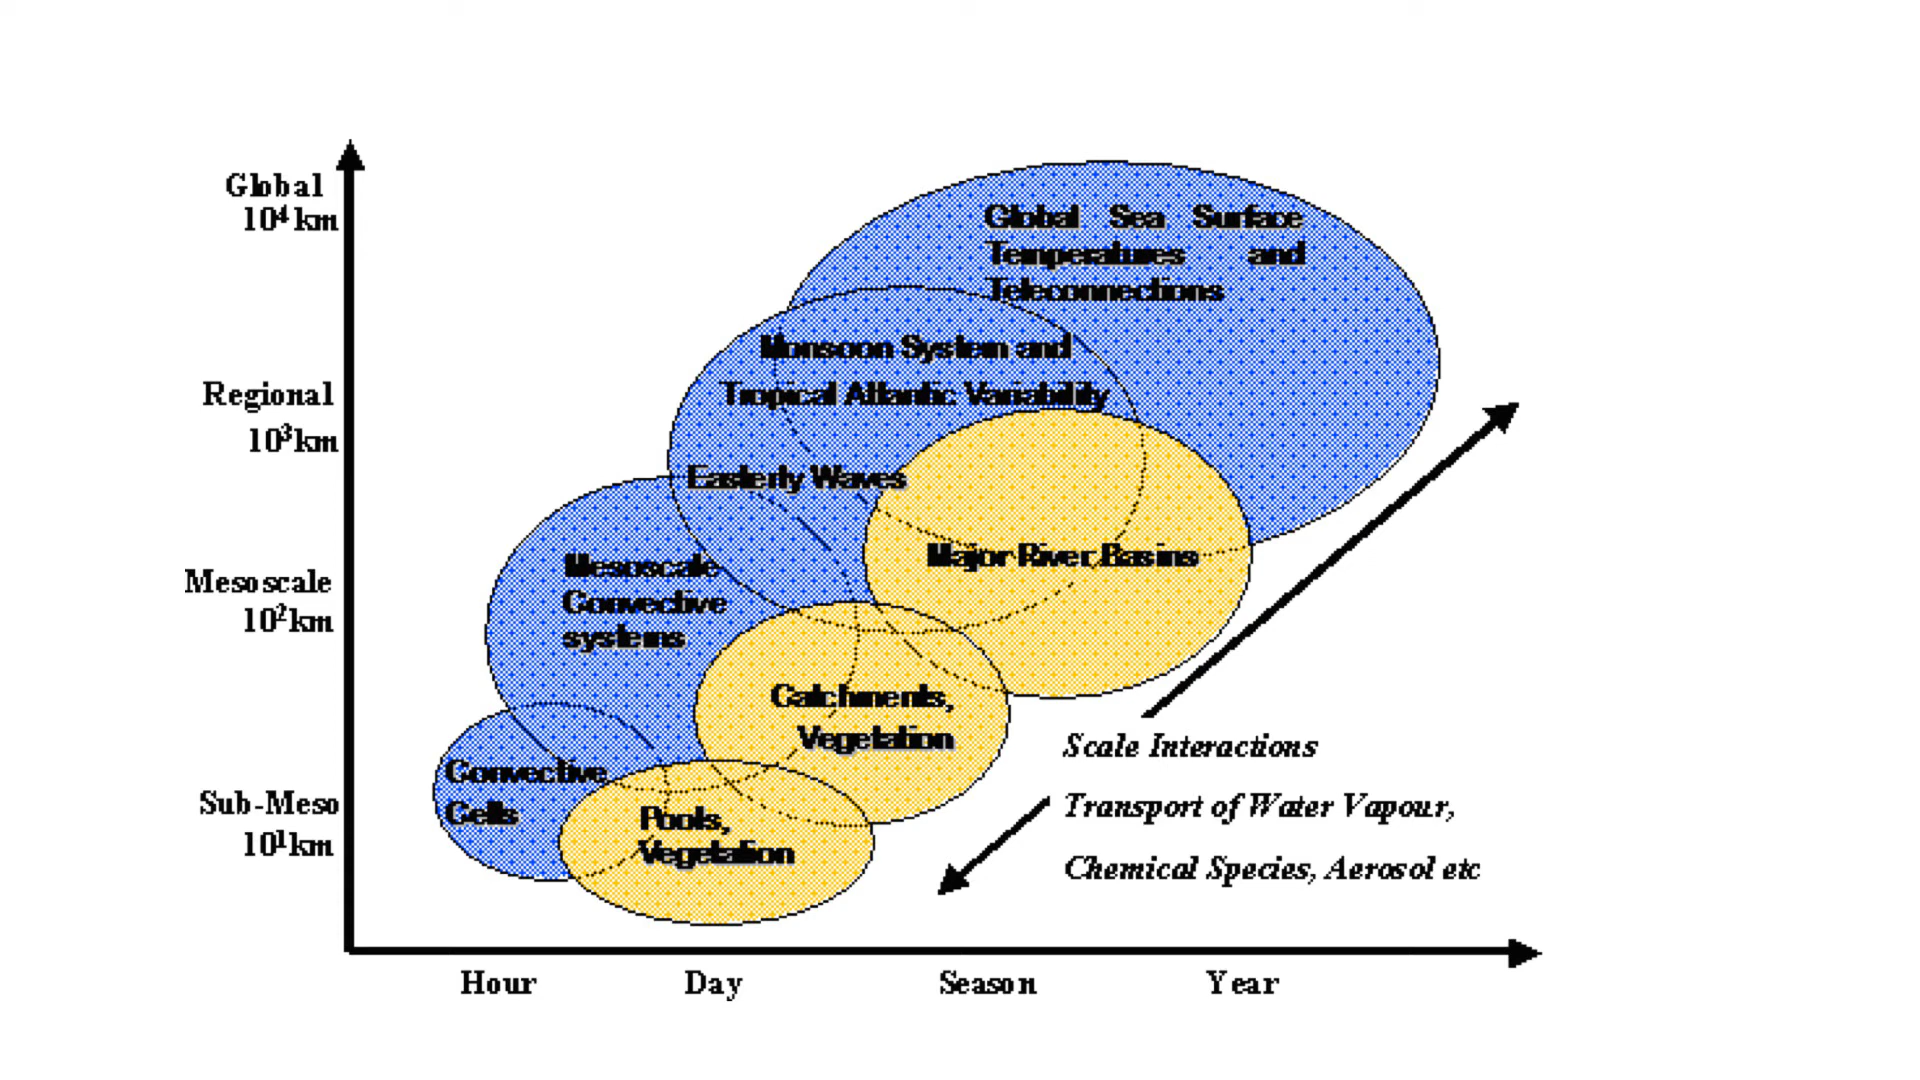 Global
10⁴km
Regional
10³km
Mesoscale
10²km
Sub-Meso
10¹km
Global Sea Surface
Temperatures and
Teleconnections
Monsoon System and
Tropical Atlantic Variability
Easterly Waves
Major River Basins
Mesoscale
Convective
systems
Catchments,
Vegetation
Convective
Cells
Pools,
Vegetation
Scale Interactions
Transport of Water Vapour,
Chemical Species, Aerosol etc
Hour Day Season Year